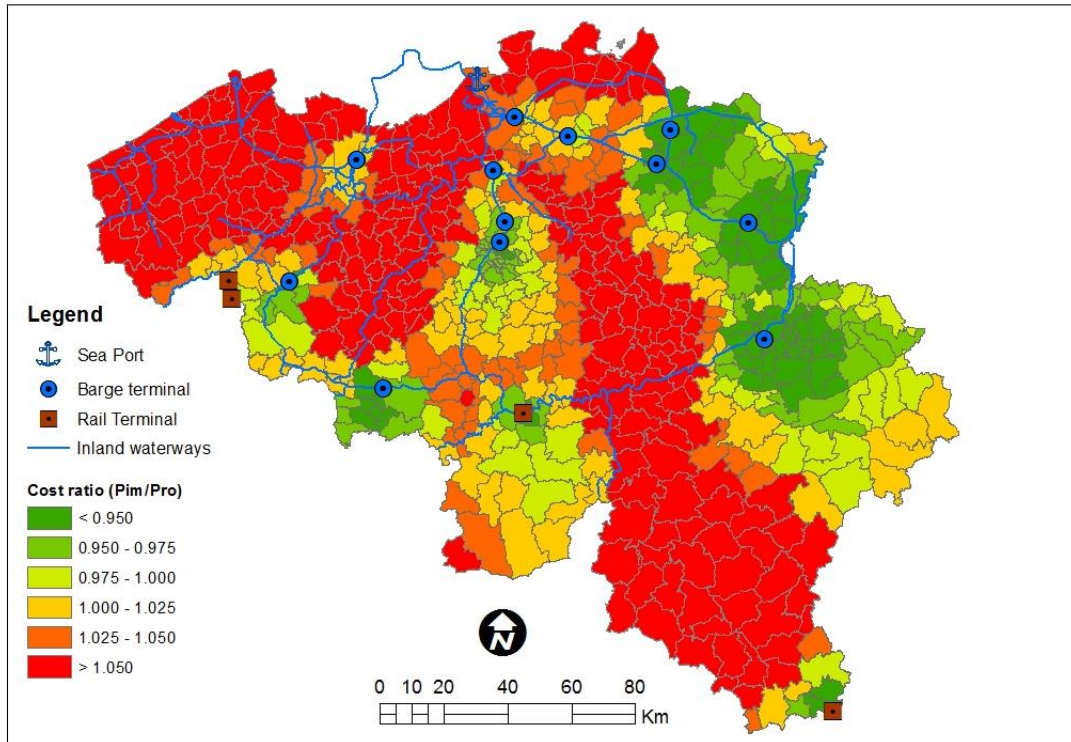 Legend
Sea Port
Barge terminal
Rail Terminal
Inland waterways
Cost ratio (Pim/Pro)
< 0.950
0.950 - 0.975
0.975 - 1.000
1.000 - 1.025
1.025 - 1.050
> 1.050
N
0 10 20 40 60 80
Km